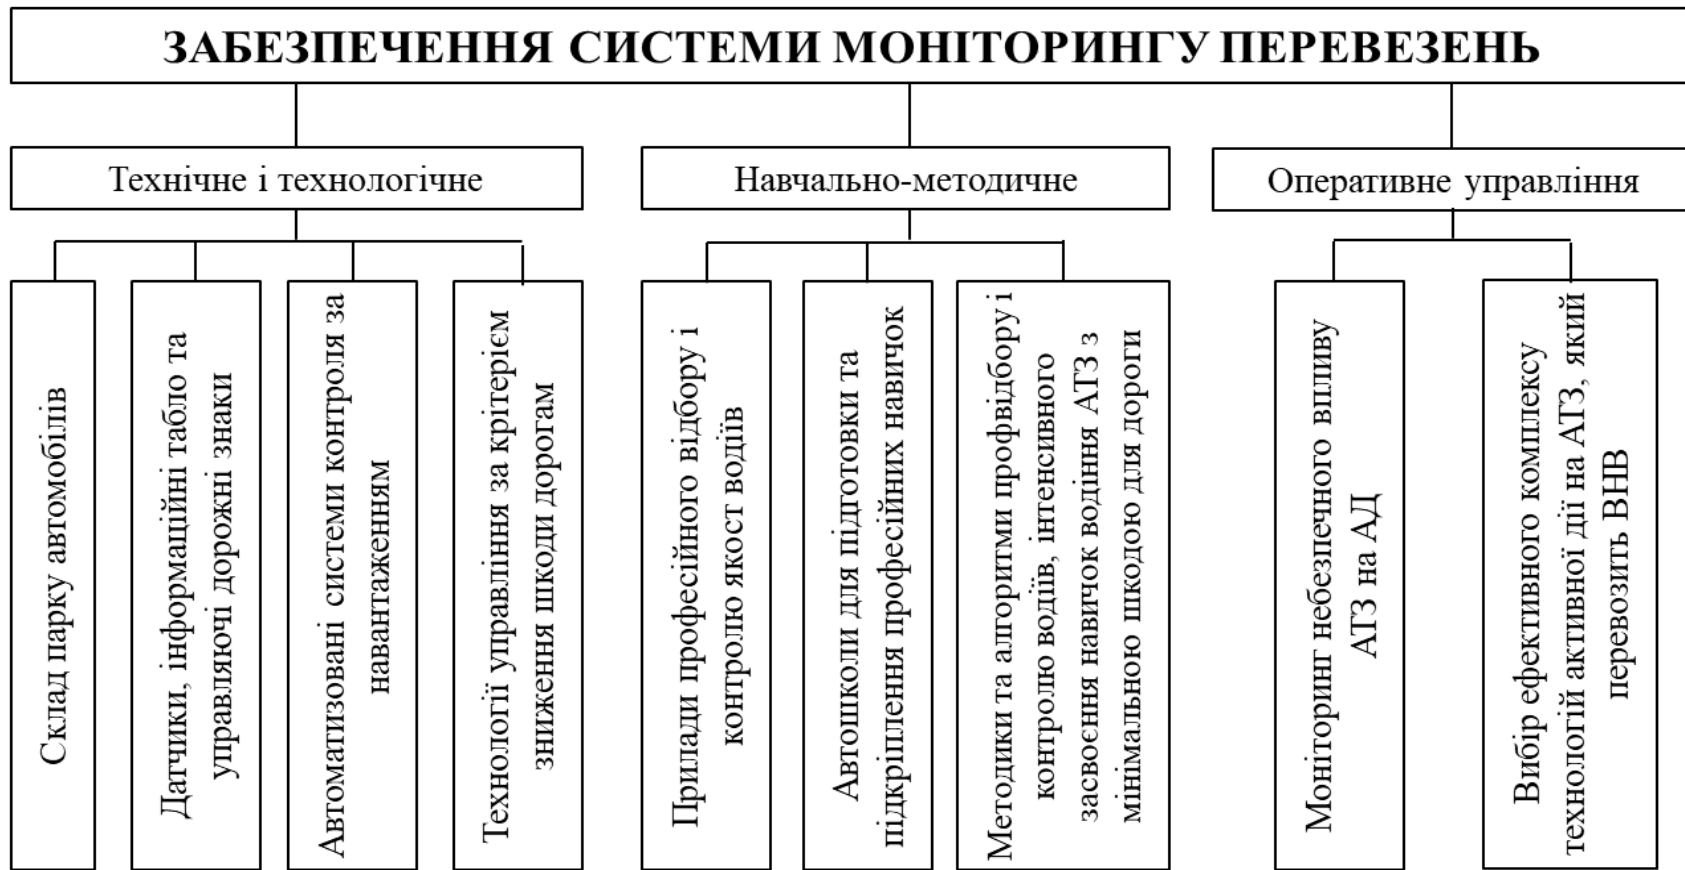 ЗАБЕЗПЕЧЕННЯ СИСТЕМИ МОНІТОРИНГУ ПЕРЕВЕЗЕНЬ
Технічне і технологічне
Навчально-методичне
Оперативне управління
Склад парку автомобілів
Датчики, інформаційні табло та
управляючі дорожні знаки
Автоматизовані системи контроля за
навантаженням
Технології управління за крітерієм
зниження шкоди дорогам
Прилади професійного відбору і
контролю якост водіїв
Автошколи для підготовки та
підкріплення професійних навичок
Методики та алгоритми профвідбору і
контролю водіїв, інтенсивного
засвоєння навичок водіння АТЗ з
мінімальною шкодою для дороги
Моніторинг небезпечного впливу
АТЗ на АД
Вибір ефективного комплексу
технологій активної дії на АТЗ, який
перевозить ВНВ